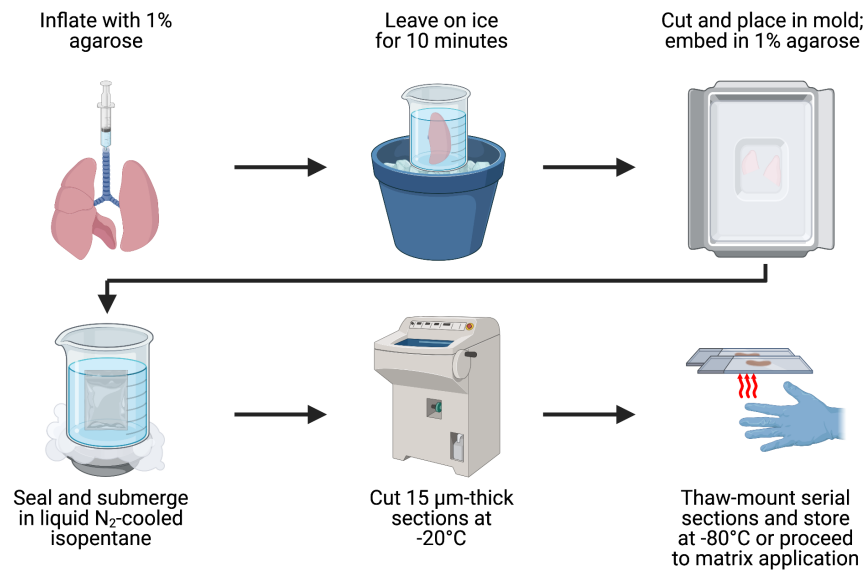 Inflate with 1%
agarose
Leave on ice
for 10 minutes
Cut and place in mold;
embed in 1% agarose
Seal and submerge
in liquid N₂-cooled
isopentane
Cut 15 μm-thick
sections at
-20°C
Thaw-mount serial
sections and store
at -80°C or proceed
to matrix application